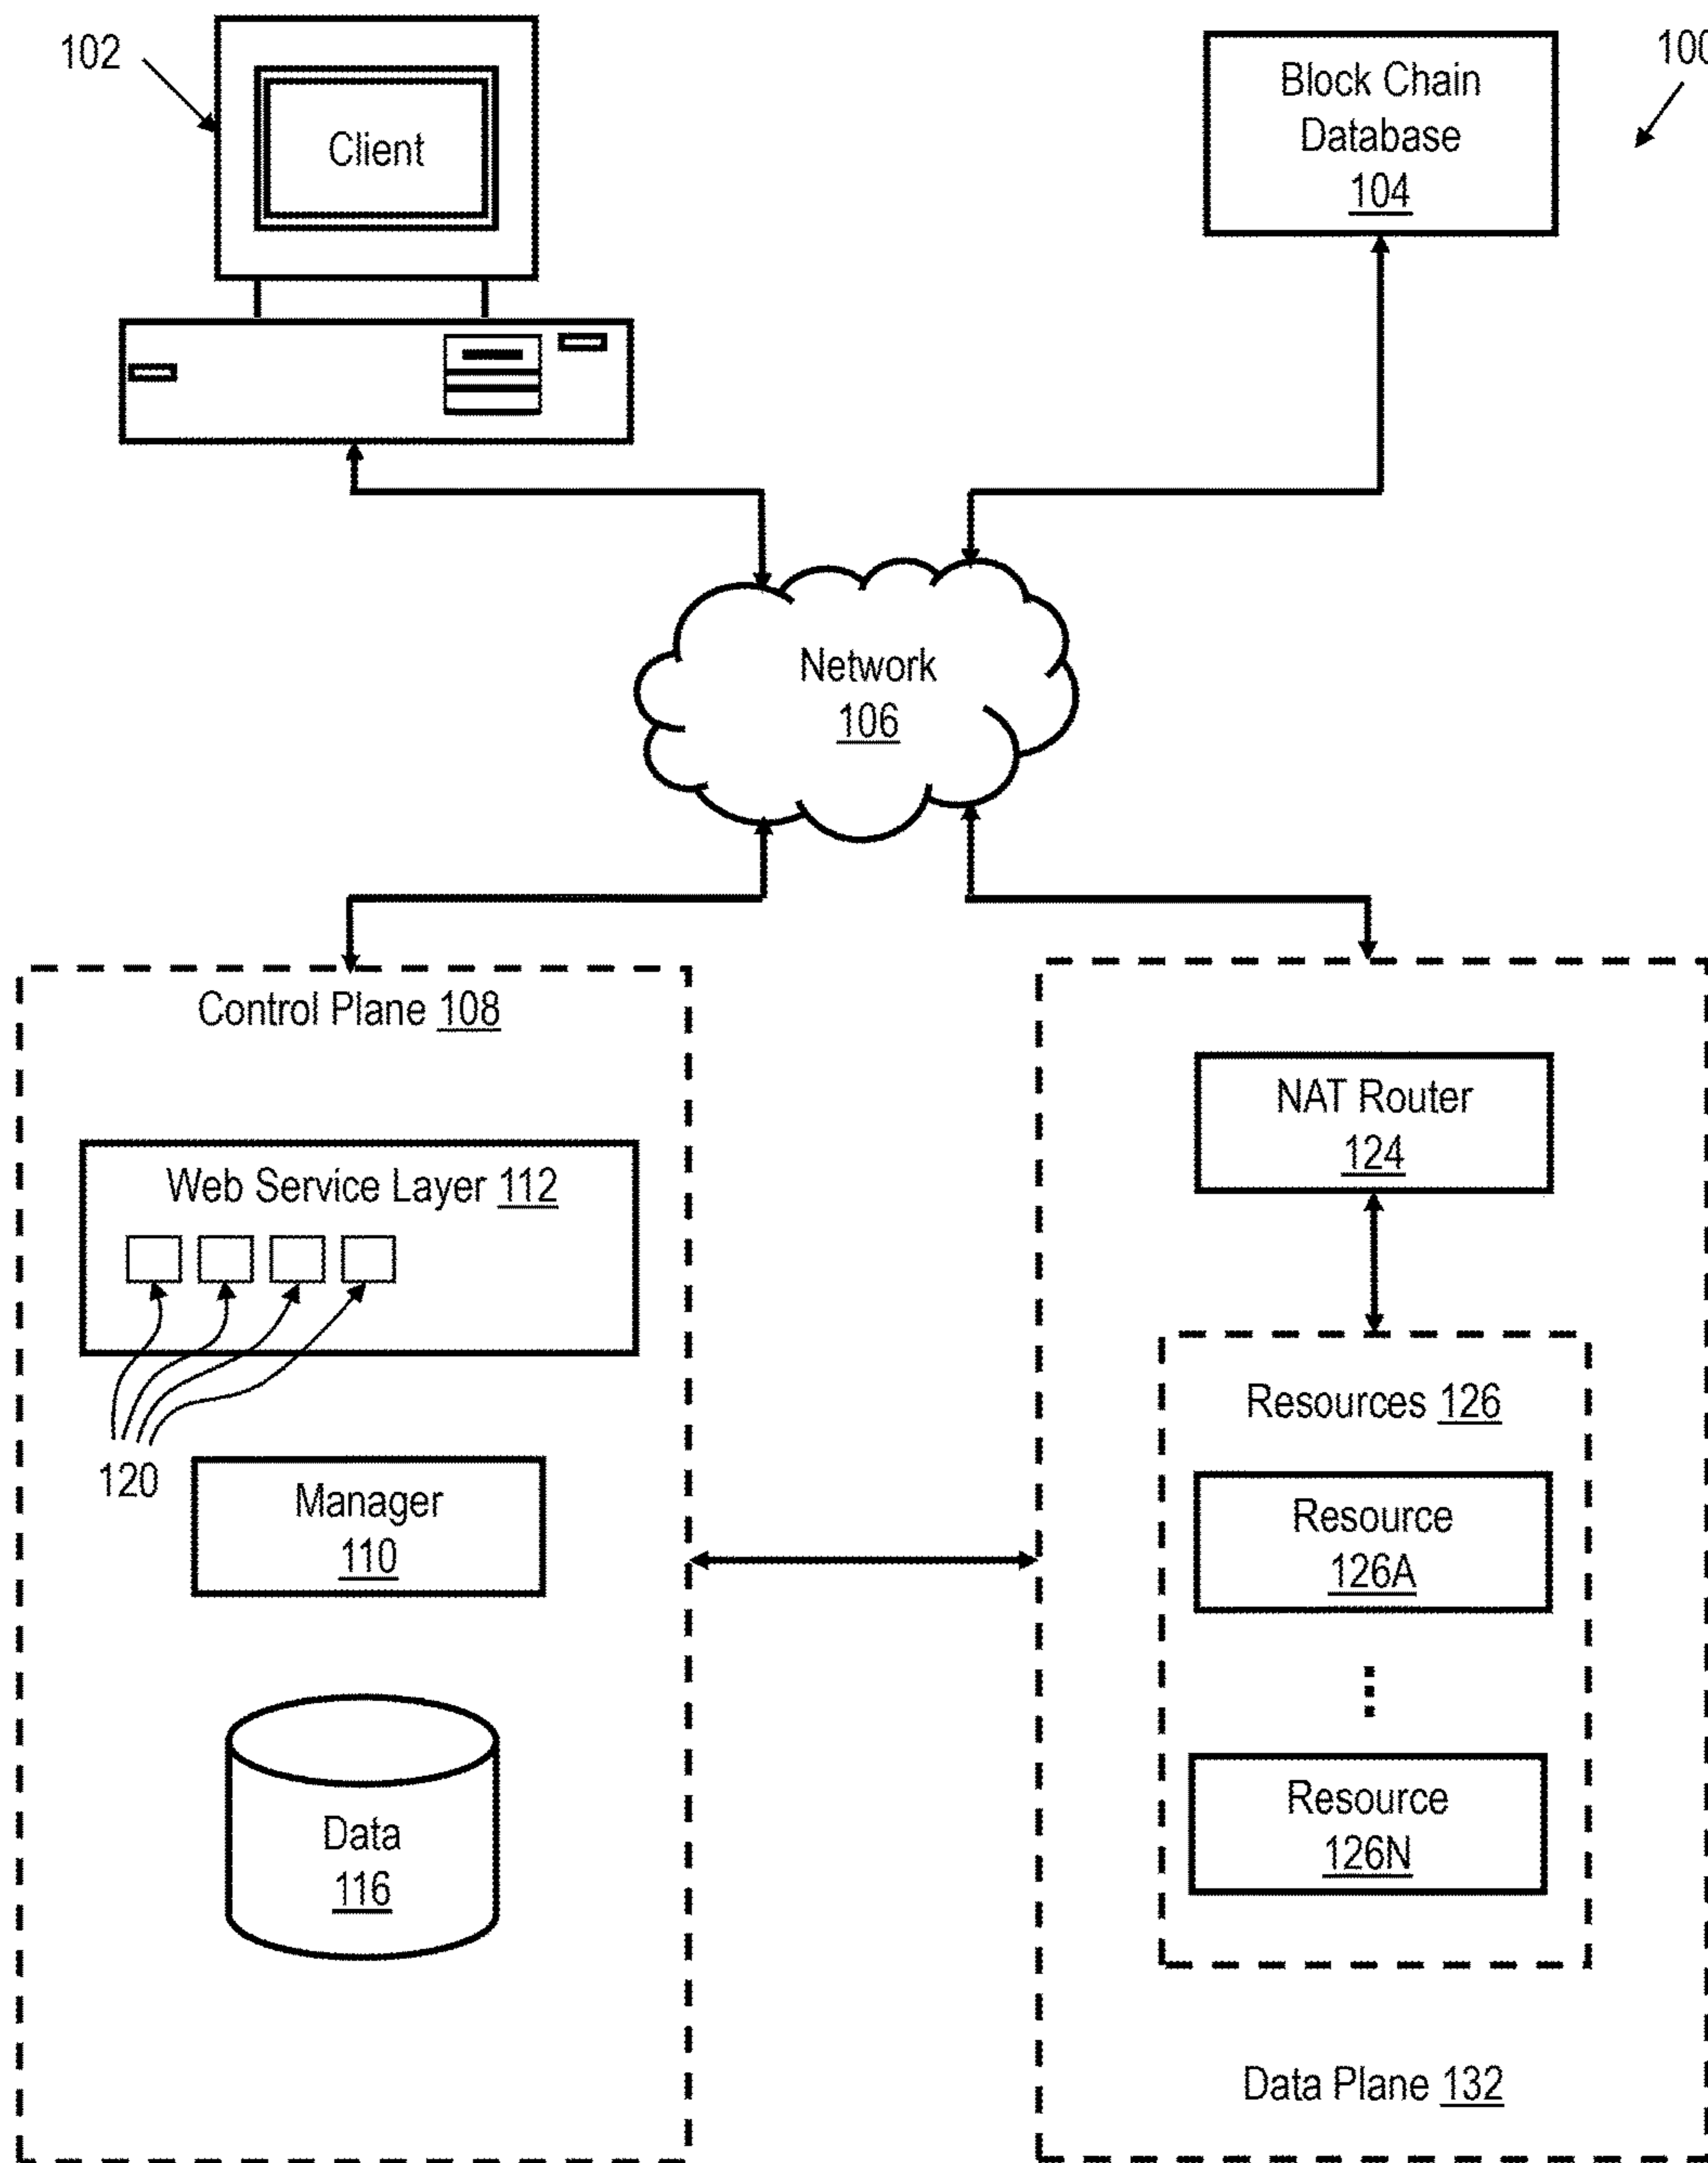 102
Client
Block Chain
Database
104
100
Network
106
Control Plane 108
Web Service Layer 112
120
Manager
110
Data
116
NAT Router
124
Resources 126
Resource
126A
Resource
126N
Data Plane 132